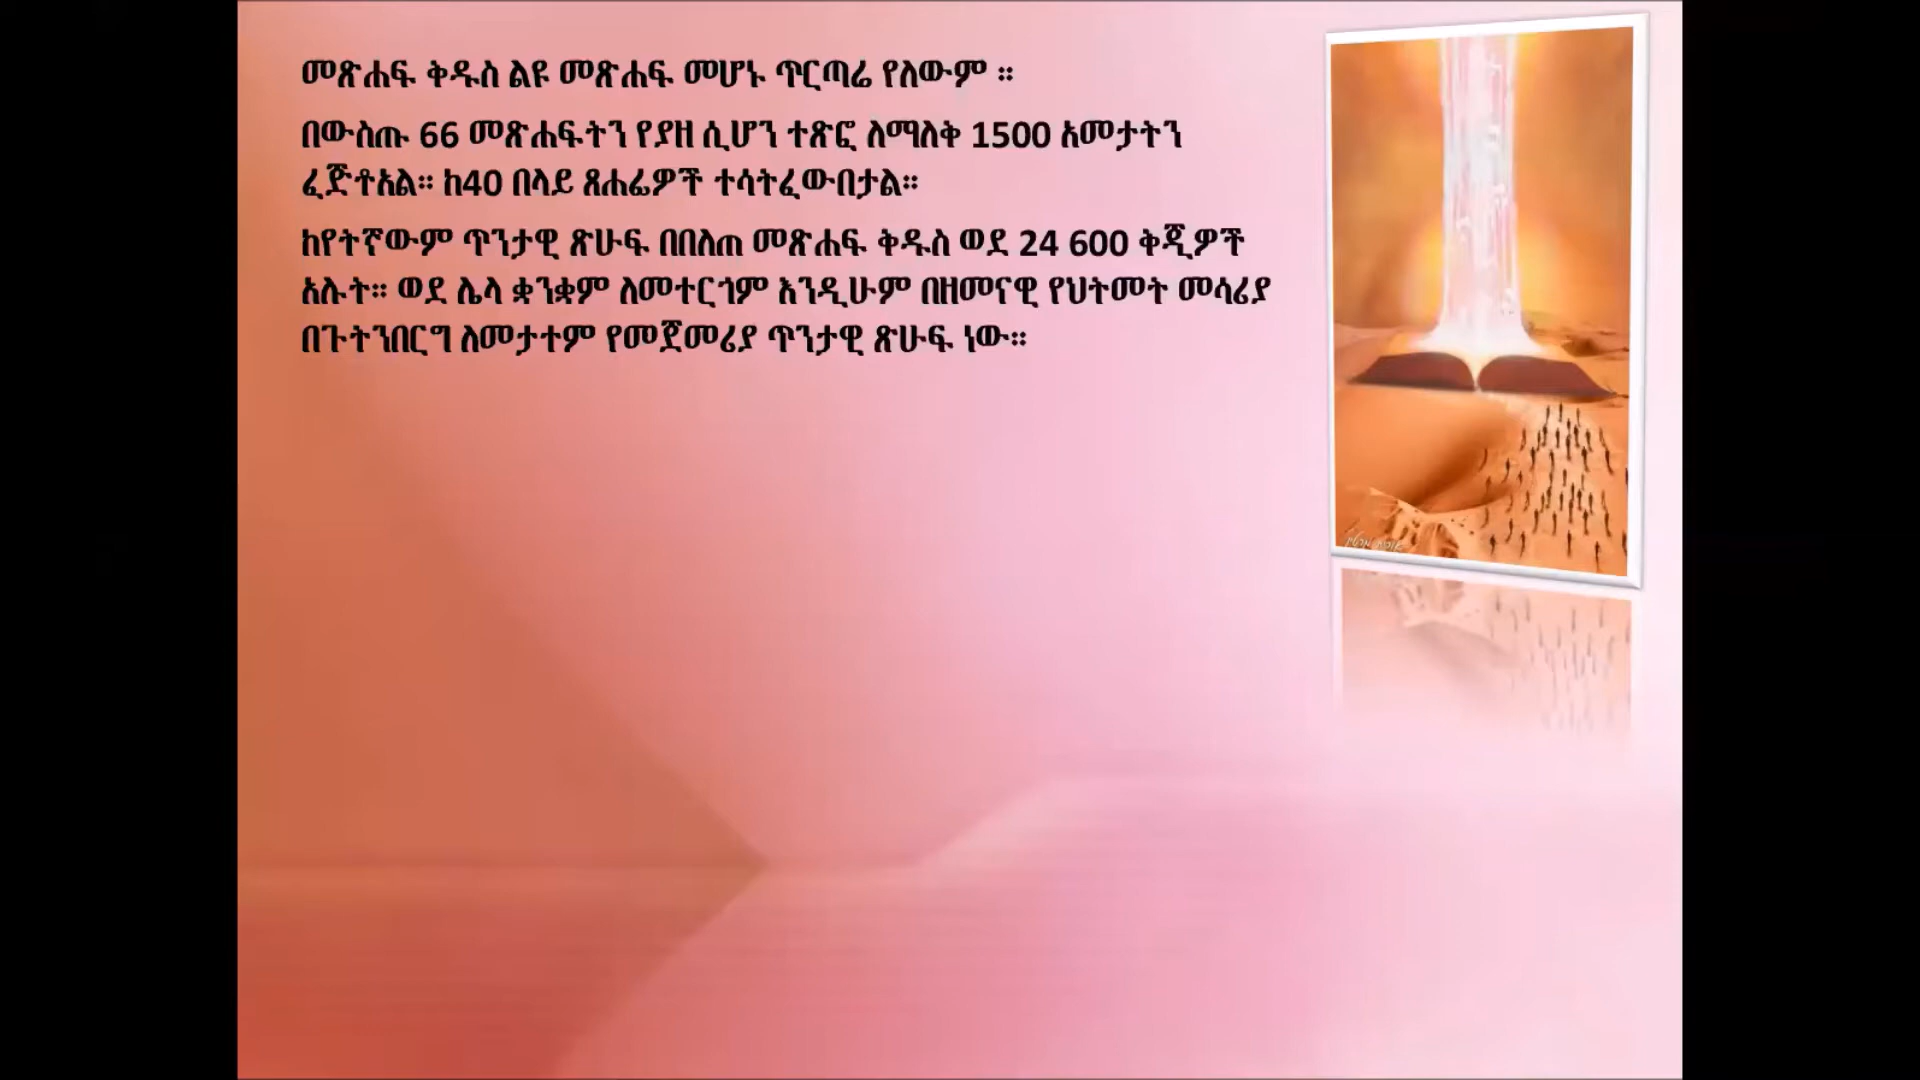 መጽሐፍ ቅዱስ ልዩ መጽሐፍ መሆኑ ጥርጣሬ የለውም ።
በውስጡ 66 መጽሐፍትን የያዘ ሲሆን ተጽፎ ለማለቅ 1500 አመታትን
ፈጅቶአል። ከ40 በላይ ጸሐፊዎች ተሳትፈውበታል።
ከየትኛውም ጥንታዊ ጽሁፍ በበለጠ መጽሐፍ ቅዱስ ወደ 24 600 ቅጂዎች
አሉት። ወደ ሌላ ቋንቋም ለመተርጎም እንዲሁም በዘመናዊ የህትመት መሳሪያ
በጉትንበርግ ለመታተም የመጀመሪያ ጥንታዊ ጽሁፍ ነው።